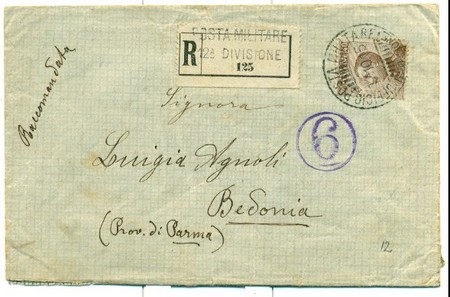 POSTA MILITARE
12ª DIVISIONE
R
125
Raccomandata
Signora
6
Luigia Agnoli
Bedonia
(Prov. di Parma)
12